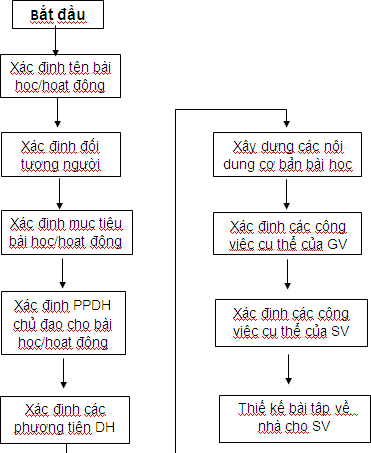 Bắt đầu
Xác định tên bài
học/hoạt động
Xác định đối
tượng người
Xác định mục tiêu
bài học/hoạt động
Xác định PPDH
chủ đạo cho bài
học/hoạt động
Xác định các
phương tiện DH
Xây dựng các nội
dung cơ bản bài học
Xác định các công
việc cụ thể của GV
Xác định các công
việc cụ thể của SV
Thiế kế bài tập về
nhà cho SV